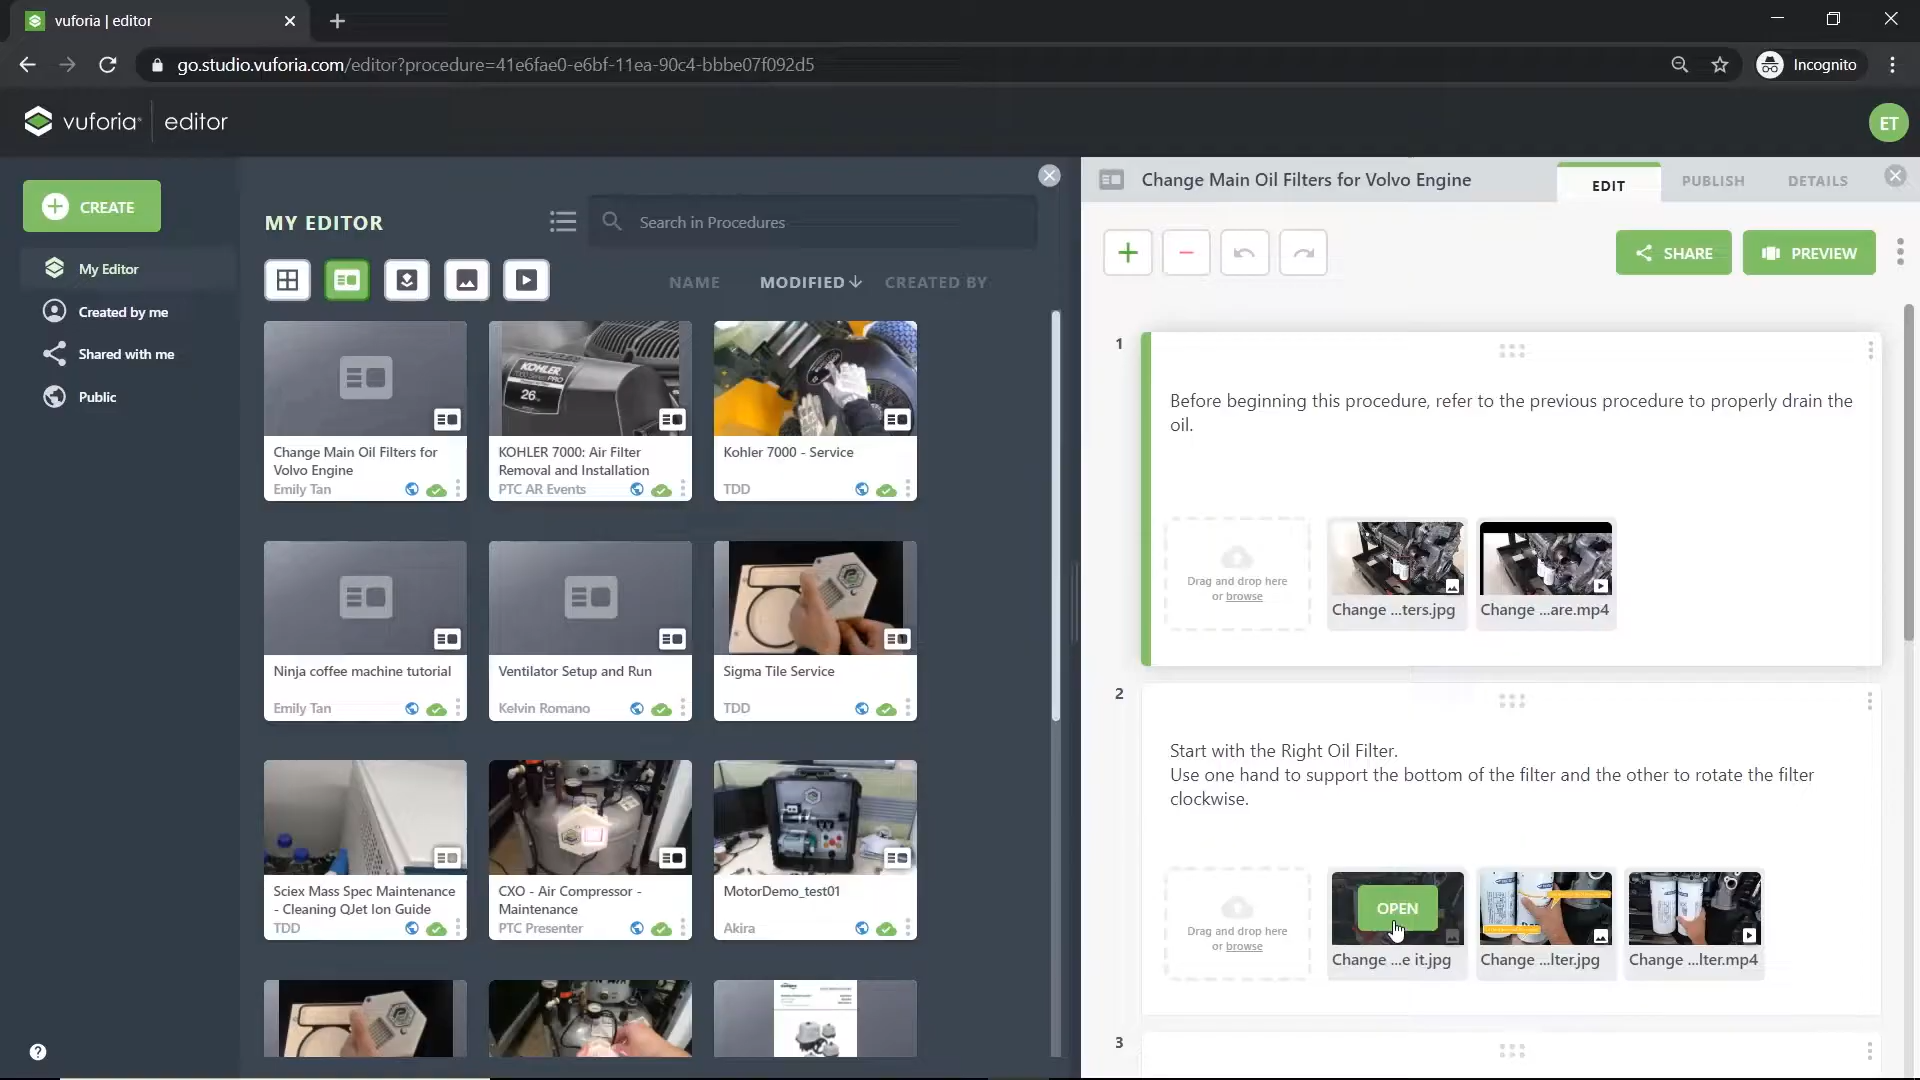 vuforia | editor
go.studio.vuforia.com/editor?procedure=41e6fae0-e6bf-11ea-90c4-bbbe07f092d5
Incognito
vuforia editor
ET
CREATE
My Editor
Created by me
Shared with me
Public
MY EDITOR
Search in Procedures
NAME
MODIFIED
CREATED BY
KOHLER
7000 Series PRO
26
Change Main Oil Filters for
Volvo Engine
Emily Tan
KOHLER 7000: Air Filter
Removal and Installation
PTC AR Events
Kohler 7000 - Service
TDD
Ninja coffee machine tutorial
Emily Tan
Ventilator Setup and Run
Kelvin Romano
Sigma Tile Service
TDD
Sciex Mass Spec Maintenance
- Cleaning QJet Ion Guide
TDD
CXO - Air Compressor -
Maintenance
PTC Presenter
MotorDemo_test01
Akira
Change Main Oil Filters for Volvo Engine
EDIT
PUBLISH
DETAILS
SHARE
PREVIEW
1
Before beginning this procedure, refer to the previous procedure to properly drain the
oil.
Drag and drop here
or browse
Change ...ters.jpg
Change ...are.mp4
2
Start with the Right Oil Filter.
Use one hand to support the bottom of the filter and the other to rotate the filter
clockwise.
Drag and drop here
or browse
OPEN
Change ...e it.jpg
Change ...lter.jpg
Change ...lter.mp4
3